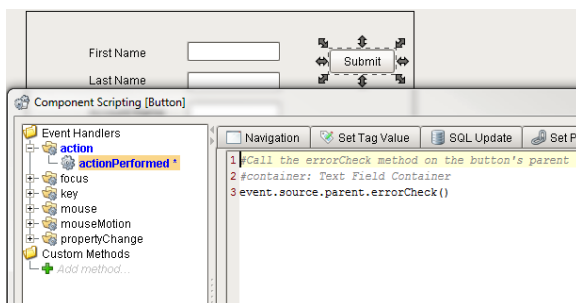 First Name
Submit
Last Name
Component Scripting [Button]
Event Handlers
action
actionPerformed *
focus
key
mouse
mouseMotion
propertyChange
Custom Methods
Add method...
Navigation
Set Tag Value
SQL Update
Set P
1 #Call the errorCheck method on the button's parent
2 #container: Text Field Container
3 event.source.parent.errorCheck()